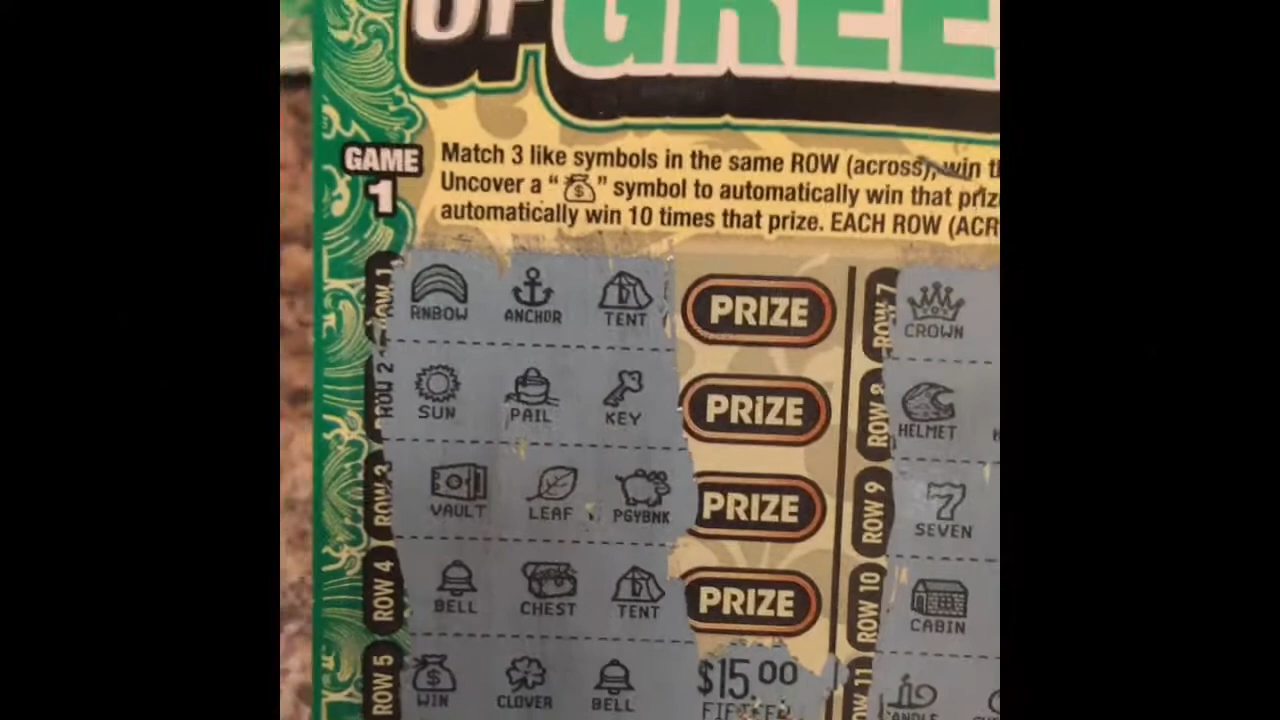 OF GREE
GAME
1
Match 3 like symbols in the same ROW (across), win t
Uncover a " " symbol to automatically win that priz
automatically win 10 times that prize. EACH ROW (ACR
ROW 1
RNBOW ANCHOR TENT PRIZE
ROW 7
CROWN
ROW 2
SUN PAIL KEY PRIZE
ROW 8
HELMET
ROW 3
VAULT LEAF PGYBNK PRIZE
ROW 9
SEVEN
ROW 4
BELL CHEST TENT PRIZE
ROW 10
CABIN
ROW 5
WIN CLOVER BELL $15.00
ROW 11